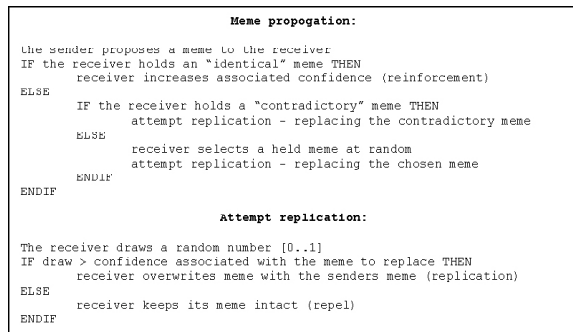 Meme propogation:
the sender proposes a meme to the receiver
IF the receiver holds an “identical” meme THEN
receiver increases associated confidence (reinforcement)
ELSE
IF the receiver holds a “contradictory” meme THEN
attempt replication – replacing the contradictory meme
ELSE
receiver selects a held meme at random
attempt replication – replacing the chosen meme
ENDIF
ENDIF
Attempt replication:
The receiver draws a random number [0..1]
IF draw > confidence associated with the meme to replace THEN
receiver overwrites meme with the senders meme (replication)
ELSE
receiver keeps its meme intact (repel)
ENDIF